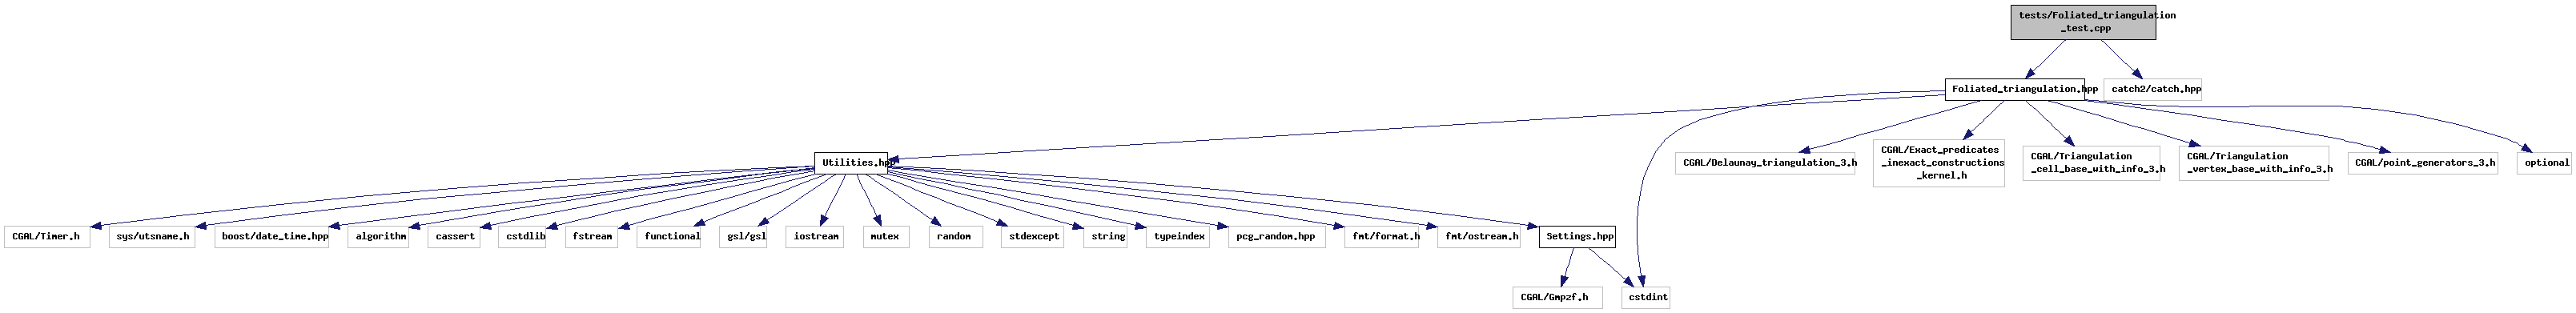 tests/Foliated_triangulation
_test.cpp
Foliated_triangulation.hpp
catch2/catch.hpp
Utilities.hpp
CGAL/Delaunay_triangulation_3.h
CGAL/Exact_predicates
_inexact_constructions
_kernel.h
CGAL/Triangulation
_cell_base_with_info_3.h
CGAL/Triangulation
_vertex_base_with_info_3.h
CGAL/point_generators_3.h
optional
CGAL/Timer.h
sys/utsname.h
boost/date_time.hpp
algorithm
cassert
cstdlib
fstream
functional
gsl/gsl
iostream
mutex
random
stdexcept
string
typeindex
pcg_random.hpp
fmt/format.h
fmt/ostream.h
Settings.hpp
CGAL/Gmpzf.h
cstdint